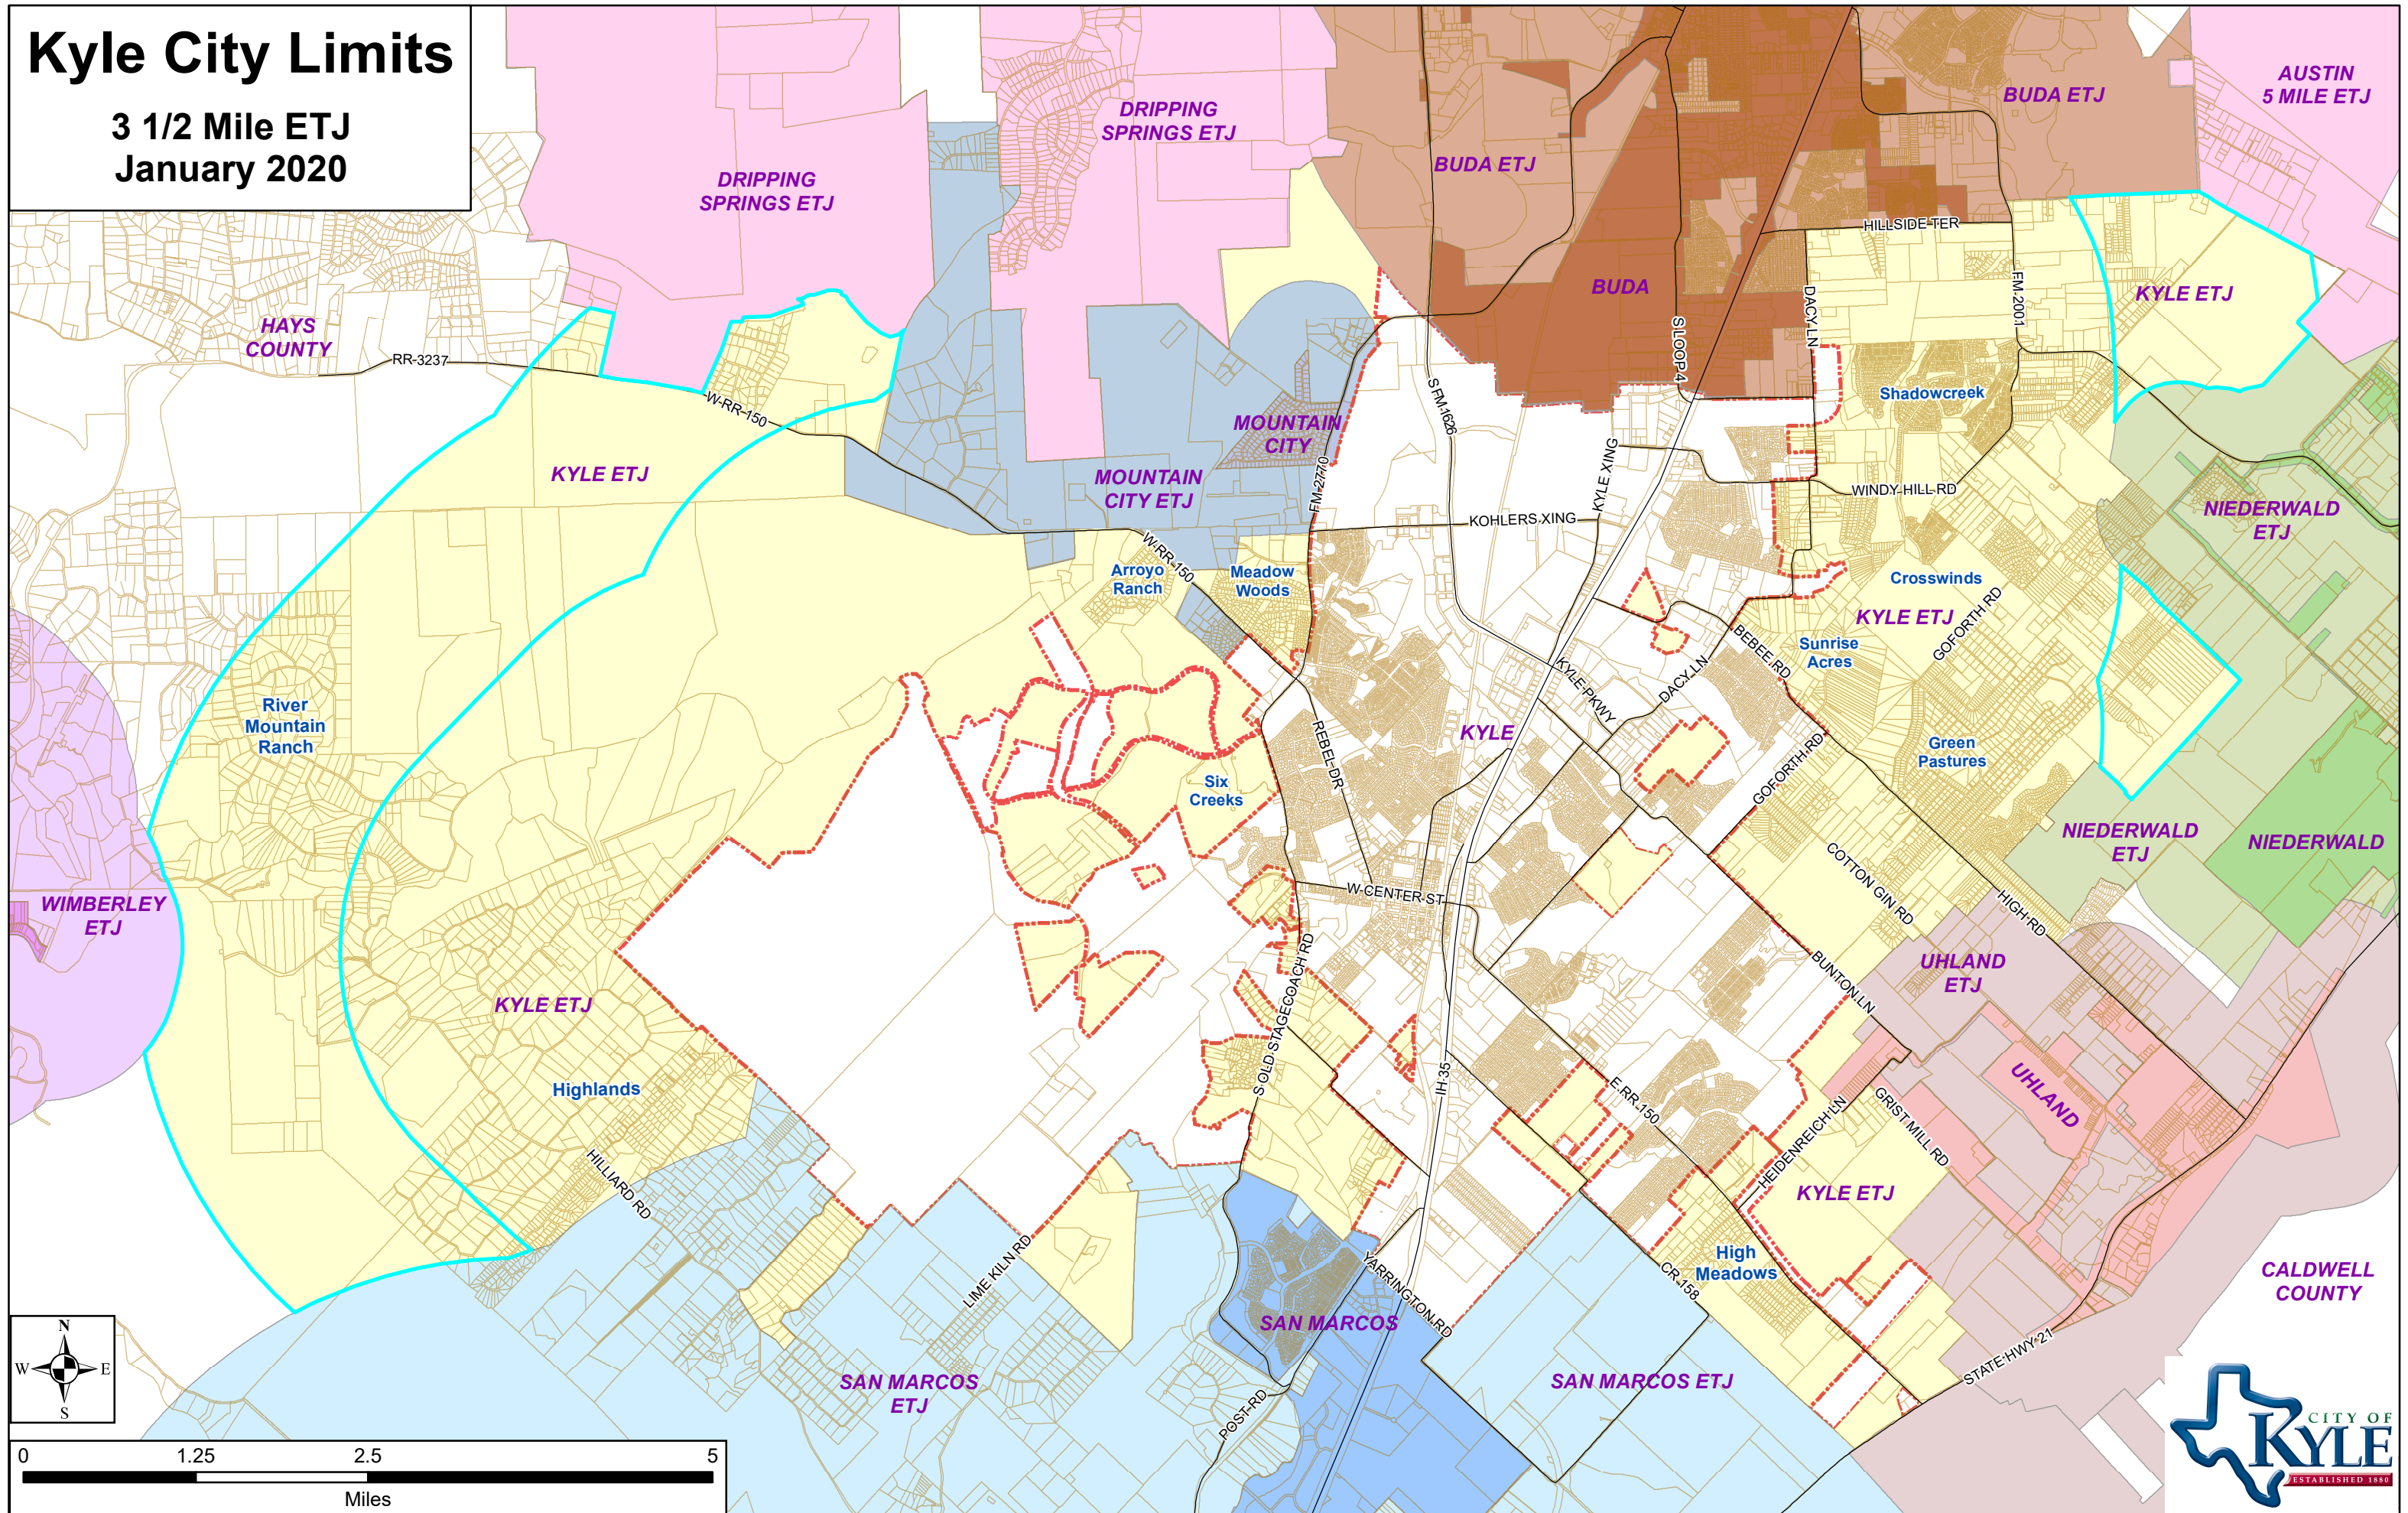 Kyle City Limits
3 1/2 Mile ETJ
January 2020
DRIPPING
SPRINGS ETJ
DRIPPING
SPRINGS ETJ
BUDA ETJ
BUDA ETJ
AUSTIN
5 MILE ETJ
HILLSIDE TER
BUDA
KYLE ETJ
FM 2001
DACY LN
S LOOP 4
HAYS
COUNTY
RR-3237
W RR 150
S FM 1626
Shadowcreek
MOUNTAIN
CITY
KYLE ETJ
MOUNTAIN
CITY ETJ
FM-2770
KYLE XING
WINDY HILL RD
KOHLERS XING
NIEDERWALD
ETJ
W RR 150
Arroyo
Ranch
Meadow
Woods
Crosswinds
KYLE ETJ
GOFORTH RD
BEBEE RD
Sunrise
Acres
KYLE PKWY
DACY LN
River
Mountain
Ranch
KYLE
REBEL DR
Green
Pastures
Six
Creeks
GOFORTH RD
NIEDERWALD
ETJ
NIEDERWALD
COTTON GIN RD
HIGH RD
W CENTER ST
WIMBERLEY
ETJ
UHLAND
ETJ
BUNTON LN
KYLE ETJ
S OLD STAGECOACH RD
Highlands
IH 35
E RR 150
UHLAND
GRIST MILL RD
HEIDENREICH LN
HILLIARD RD
KYLE ETJ
LIME KILN RD
High
Meadows
CR 158
YARRINGTON RD
CALDWELL
COUNTY
SAN MARCOS
SAN MARCOS
ETJ
SAN MARCOS ETJ
STATE HWY 21
POST RD
N
W
E
S
0
1.25
2.5
5
Miles
CITY OF
KYLE
ESTABLISHED 1880